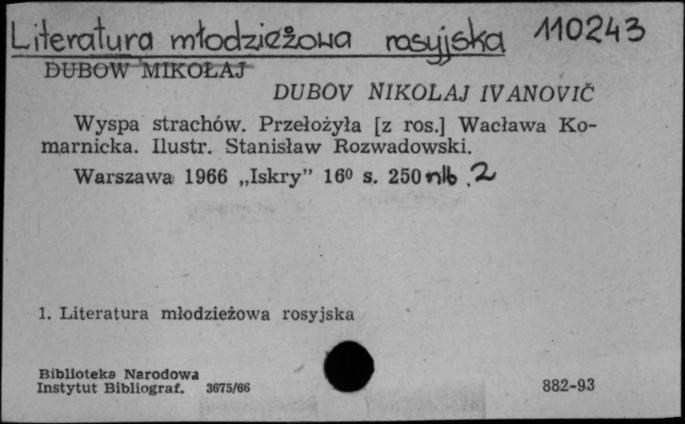 Literatura młodzieżowa rosyjska 110243
DUBOW MIKOŁAJ
DUBOV NIKOLAJ IVANOVIČ
Wyspa strachów. Przełożyła [z ros.] Wacława Ko-
marnicka. Ilustr. Stanisław Rozwadowski.
Warszawa 1966 „Iskry” 16⁰ s. 250 nlb. 2
1. Literatura młodzieżowa rosyjska
Biblioteka Narodowa
Instytut Bibliograf. 3675/66
882-93